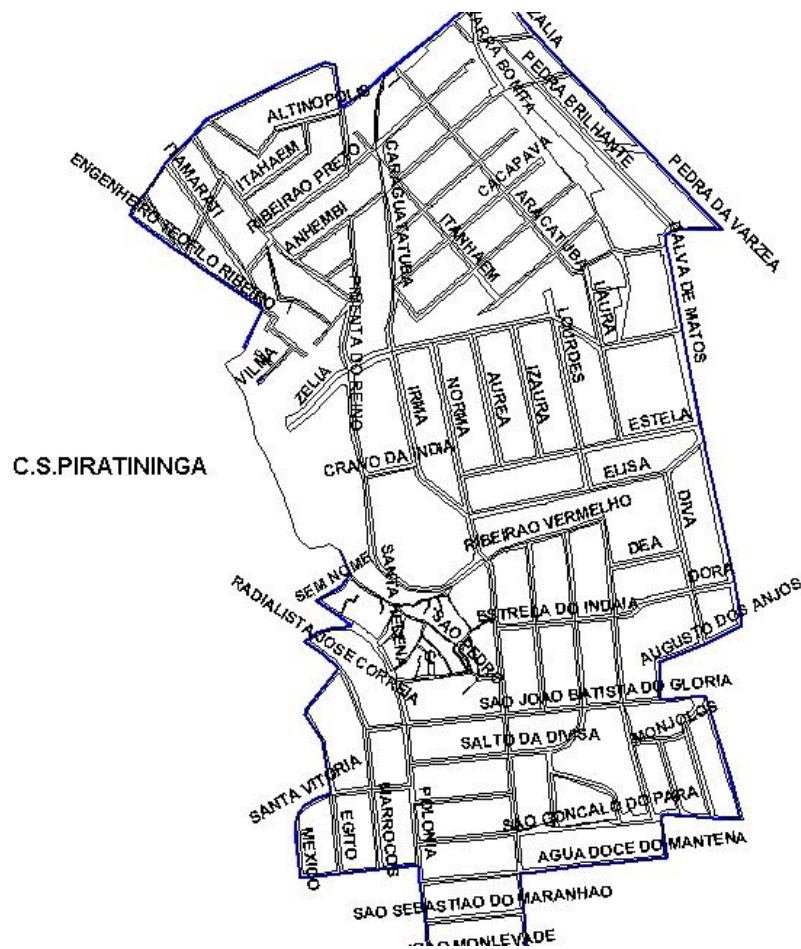 ZALIA
BARRA BONITA
PEDRA BRILHANTE
ALTINOPOLIS
ITAHAEM
ITAMARATI
RIBEIRAO PRETO
CARAGUATATUBA
CACAPAVA
ENGENHEIRO TEOFILO RIBEIRO
PEDRA DA VARZEA
ANHEMBI
ITANHAEM
ARACATUBA
DALVA DE MATOS
PIMENTA DO REINO
LAURA
LOURDES
VILMA
ZELIA
IRMA
NORMA
AUREA
IZAURA
ESTELA
CRAVO DA INDIA
C.S.PIRATININGA
ELISA
DIVA
RIBEIRAO VERMELHO
DEA
SEM NOME
SANTA HELENA
DORA
RADIALISTA JOSE CORREIA
SAO PEDRO
ESTRELA DO INDAIA
AUGUSTO DOS ANJOS
SAO JOAO BATISTA DO GLORIA
SALTO DA DIVISA
MONJOLOS
SANTA VITORIA
MARROCOS
POLONIA
EGITO
MEXICO
SAO GONCALO DO PARA
AGUA DOCE DO MANTENA
SAO SEBASTIAO DO MARANHAO
JOAO MONLEVADE